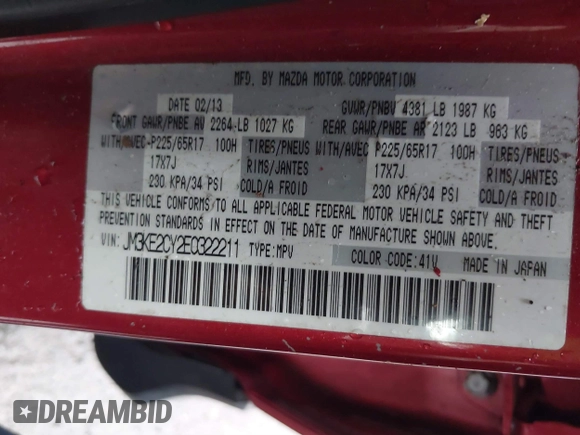 MFD. BY MAZDA MOTOR CORPORATION
DATE 02/13 GVWR/PNBV 4381 LB 1987 KG
FRONT GAWR/PNBE AV 2264 LB 1027 KG REAR GAWR/PNBE AR 2123 LB 963 KG
WITH/AVEC P225/65R17 100H TIRES/PNEUS WITH/AVEC P225/65R17 100H TIRES/PNEUS
17X7J RIMS/JANTES 17X7J RIMS/JANTES
230 KPA/34 PSI COLD/A FROID 230 KPA/34 PSI COLD/A FROID
THIS VEHICLE CONFORMS TO ALL APPLICABLE FEDERAL MOTOR VEHICLE SAFETY AND THEFT
PREVENTION STANDARDS IN EFFECT ON THE DATE OF MANUFACTURE SHOWN ABOVE.
VIN: JM3KE2CY2E0322211 TYPE: MPV COLOR CODE: 41V MADE IN JAPAN
DREAMBID